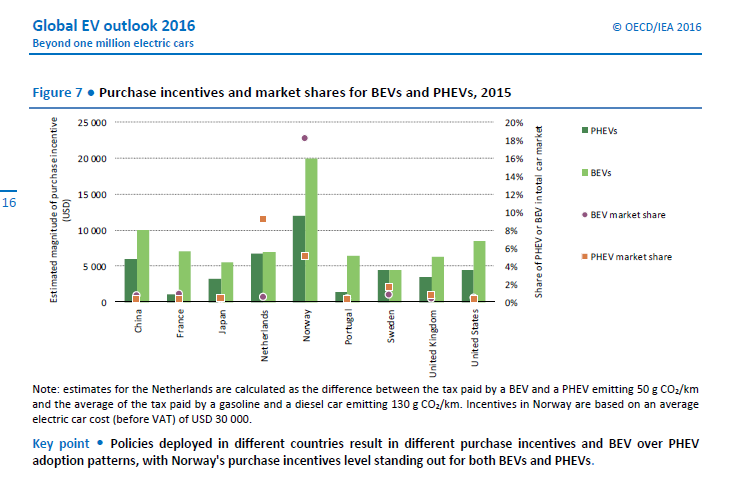 Global EV outlook 2016
© OECD/IEA 2016
Beyond one million electric cars
Figure 7 ● Purchase incentives and market shares for BEVs and PHEVs, 2015
Estimated magnitude of purchase incentive
(USD)
25 000
20 000
15 000
10 000
5 000
0
20%
18%
16%
14%
12%
10%
8%
6%
4%
2%
0%
Share of PHEV or BEV in total car market
PHEVs
BEVs
BEV market share
PHEV market share
16
China
France
Japan
Netherlands
Norway
Portugal
Sweden
United Kingdom
United States
Note: estimates for the Netherlands are calculated as the difference between the tax paid by a BEV and a PHEV emitting 50 g CO₂/km
and the average of the tax paid by a gasoline and a diesel car emitting 130 g CO₂/km. Incentives in Norway are based on an average
electric car cost (before VAT) of USD 30 000.
Key point • Policies deployed in different countries result in different purchase incentives and BEV over PHEV
adoption patterns, with Norway's purchase incentives level standing out for both BEVs and PHEVs.